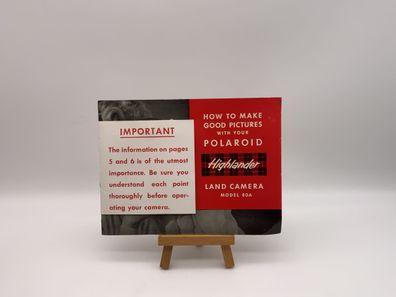 IMPORTANT
The information on pages
5 and 6 is of the utmost
importance. Be sure you
understand each point
thoroughly before oper-
ating your camera.
HOW TO MAKE
GOOD PICTURES
WITH YOUR
POLAROID
Highlander
LAND CAMERA
MODEL 80A